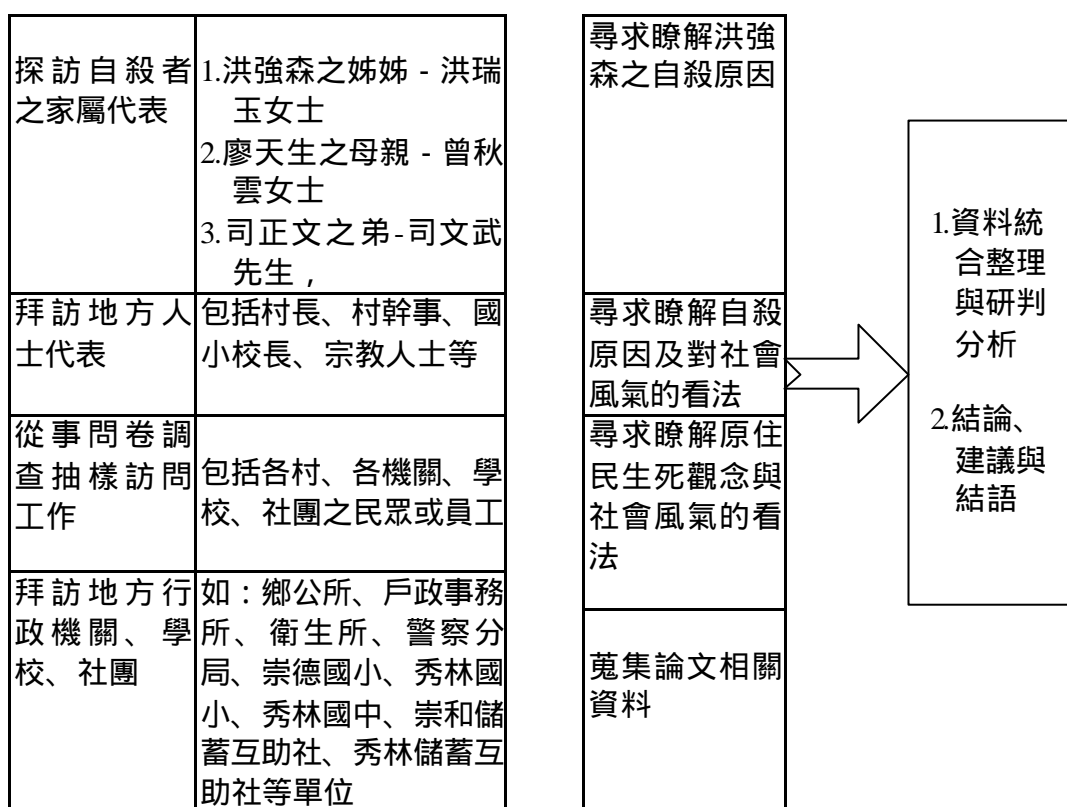 探訪自殺者
之家屬代表
1.洪強森之姊姊 - 洪瑞
玉女士
2.廖天生之母親 - 曾秋
雲女士
3.司正文之弟-司文武
先生 ,
拜訪地方人
士代表
包括村長、村幹事、國
小校長、宗教人士等
從事問卷調
查抽樣訪問
工作
包括各村、各機關、學
校、社團之民眾或員工
拜訪地方行
政機關、學
校、社團
如：鄉公所、戶政事務
所、衛生所、警察分
局、崇德國小、秀林國
小、秀林國中、崇和儲
蓄互助社、秀林儲蓄互
助社等單位
尋求瞭解洪強
森之自殺原因
尋求瞭解自殺
原因及對社會
風氣的看法
尋求瞭解原住
民生死觀念與
社會風氣的看
法
蒐集論文相關
資料
1.資料統
合整理
與研判
分析
2.結論、
建議與
結語